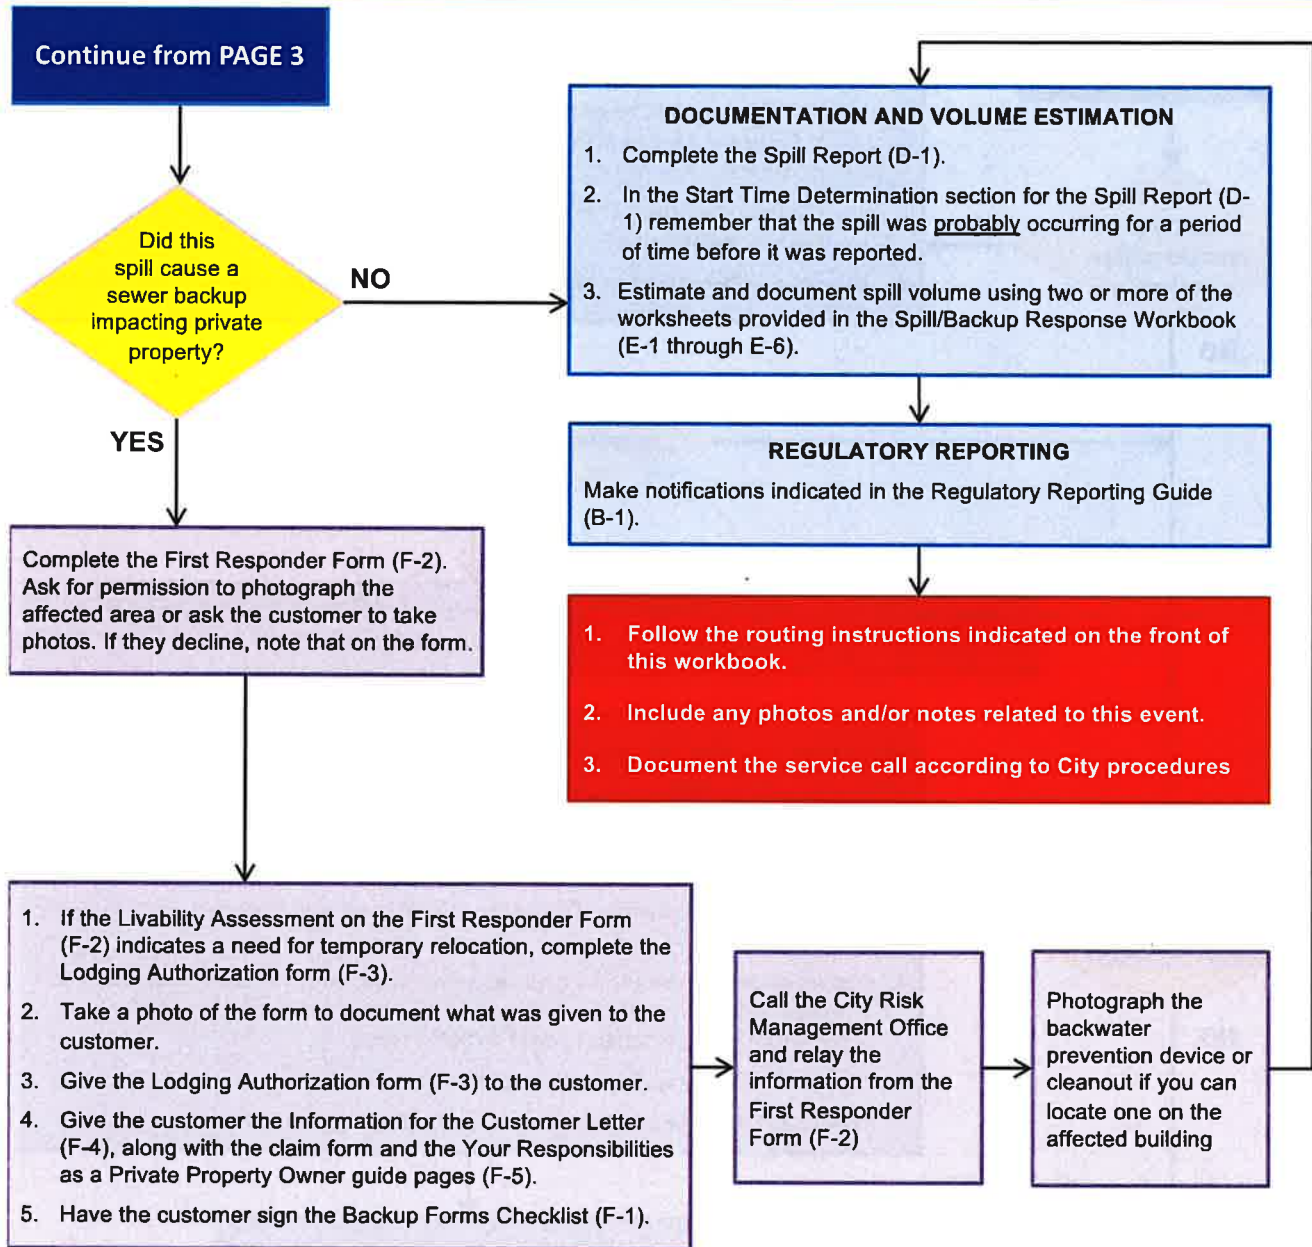 Continue from PAGE 3
Did this
spill cause a
sewer backup
impacting private
property?
NO
YES
DOCUMENTATION AND VOLUME ESTIMATION
1. Complete the Spill Report (D-1).
2. In the Start Time Determination section for the Spill Report (D-
1) remember that the spill was probably occurring for a period
of time before it was reported.
3. Estimate and document spill volume using two or more of the
worksheets provided in the Spill/Backup Response Workbook
(E-1 through E-6).
REGULATORY REPORTING
Make notifications indicated in the Regulatory Reporting Guide
(B-1).
1. Follow the routing instructions indicated on the front of
this workbook.
2. Include any photos and/or notes related to this event.
3. Document the service call according to City procedures
Complete the First Responder Form (F-2).
Ask for permission to photograph the
affected area or ask the customer to take
photos. If they decline, note that on the form.
1. If the Livability Assessment on the First Responder Form
(F-2) indicates a need for temporary relocation, complete the
Lodging Authorization form (F-3).
2. Take a photo of the form to document what was given to the
customer.
3. Give the Lodging Authorization form (F-3) to the customer.
4. Give the customer the Information for the Customer Letter
(F-4), along with the claim form and the Your Responsibilities
as a Private Property Owner guide pages (F-5).
5. Have the customer sign the Backup Forms Checklist (F-1).
Call the City Risk
Management Office
and relay the
information from the
First Responder
Form (F-2)
Photograph the
backwater
prevention device or
cleanout if you can
locate one on the
affected building